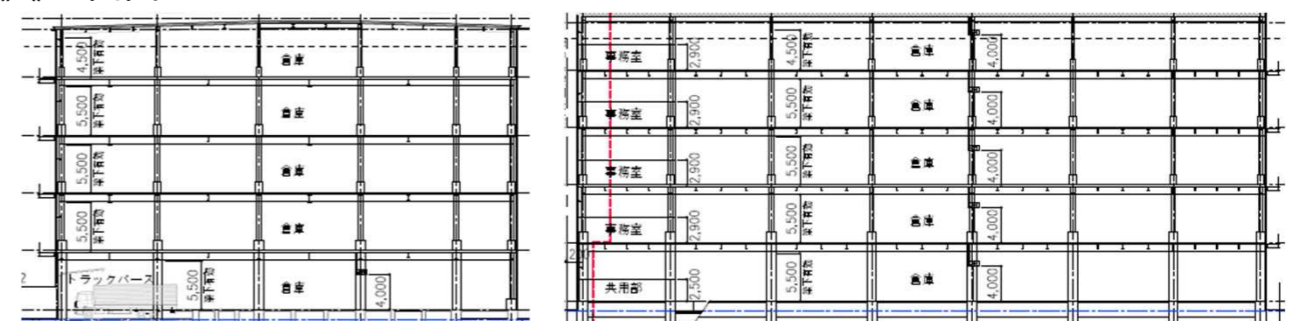 4,500
梁下有効
倉庫
5,500
梁下有効
倉庫
5,500
梁下有効
倉庫
5,500
梁下有効
倉庫
トラックバース
5,500
梁下有効
倉庫
4,000
事務室
2,900
4,500
梁下有効
倉庫
4,000
事務室
2,900
5,500
梁下有効
倉庫
4,000
事務室
2,900
5,500
梁下有効
倉庫
4,000
事務室
2,900
5,500
梁下有効
倉庫
4,000
共用部
2,500
5,500
梁下有効
倉庫
4,000